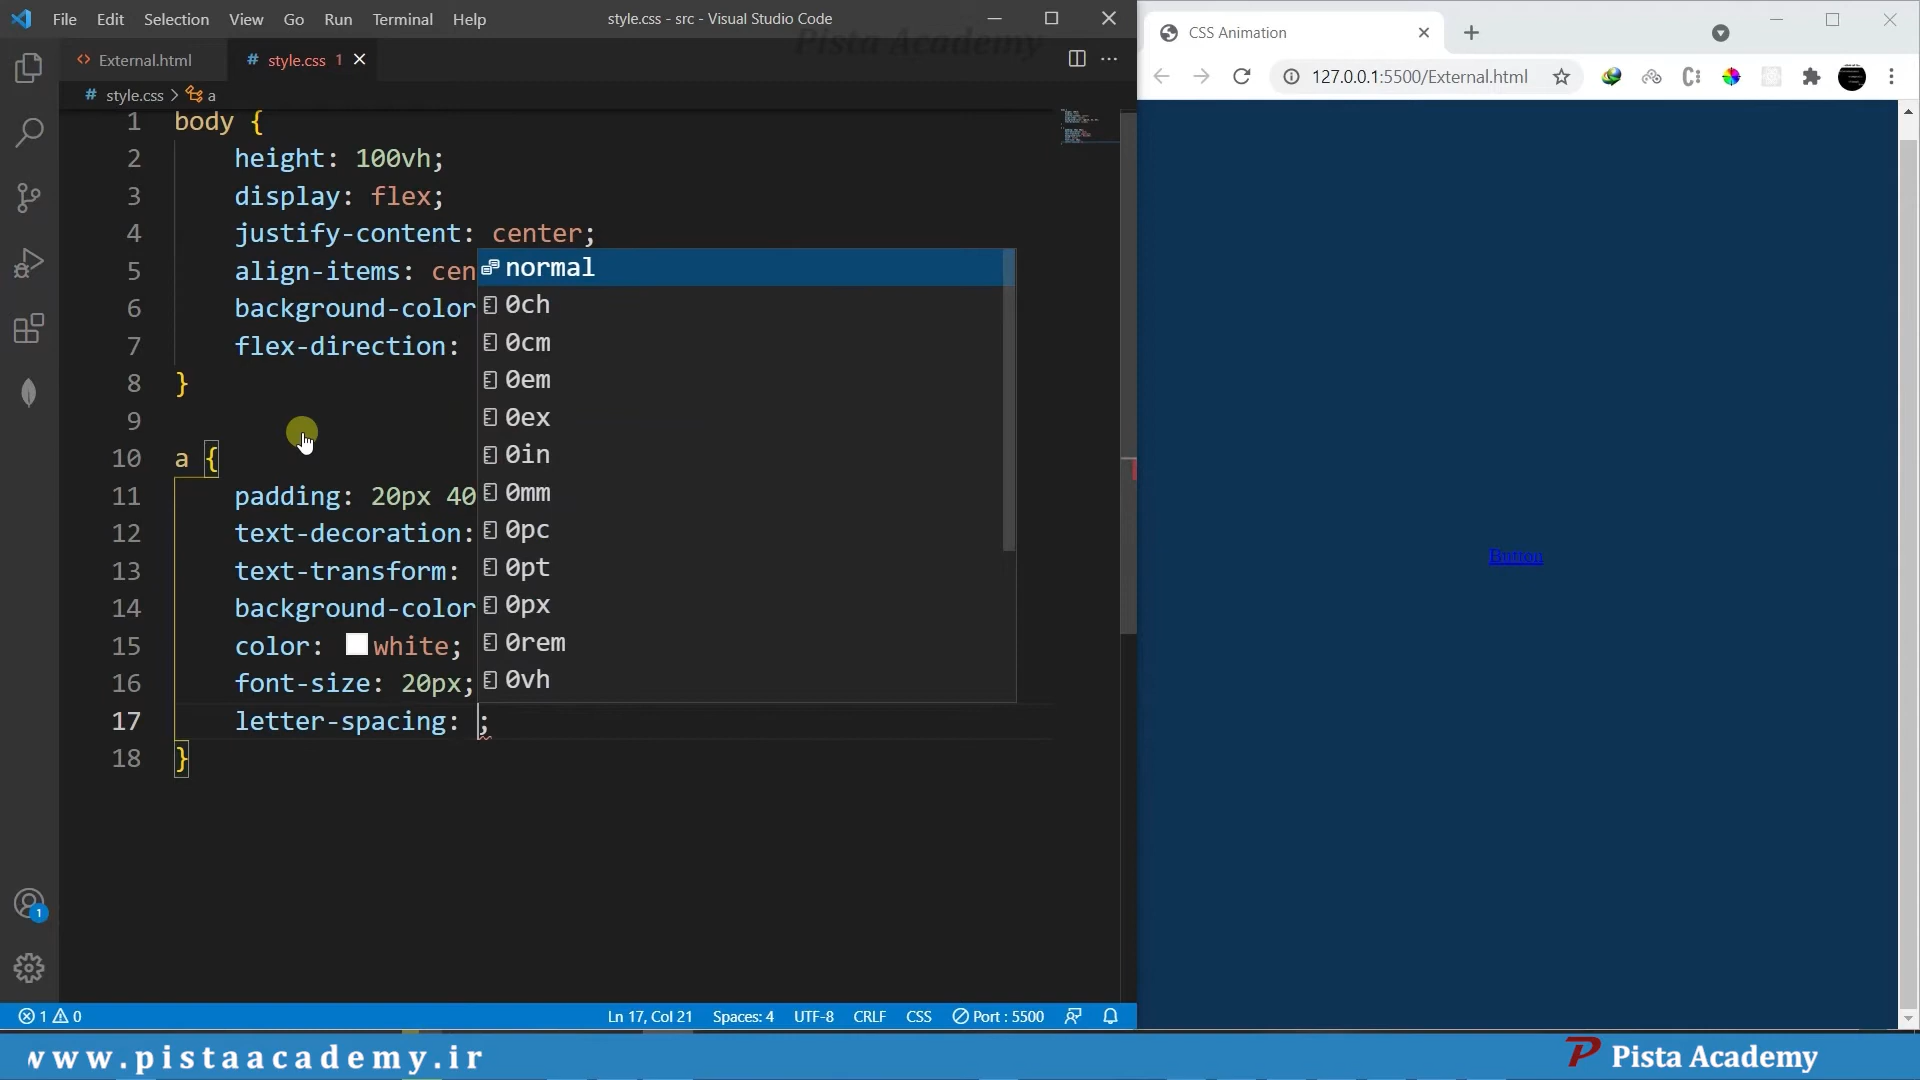 File Edit Selection View Go Run Terminal Help
style.css - src - Visual Studio Code
Pista Academy
External.html
# style.css 1
# style.css > a
1 body {
2 height: 100vh;
3 display: flex;
4 justify-content: center;
5 align-items: cen
6 background-color
7 flex-direction:
8 }
9
10 a {
11 padding: 20px 40
12 text-decoration:
13 text-transform:
14 background-color
15 color: white;
16 font-size: 20px;
17 letter-spacing: ;
18 }
normal
0ch
0cm
0em
0ex
0in
0mm
0pc
0pt
0px
0rem
0vh
1
1 0
Ln 17, Col 21 Spaces: 4 UTF-8 CRLF CSS Port : 5500
CSS Animation
127.0.0.1:5500/External.html
Button
www.pistaacademy.ir
Pista Academy